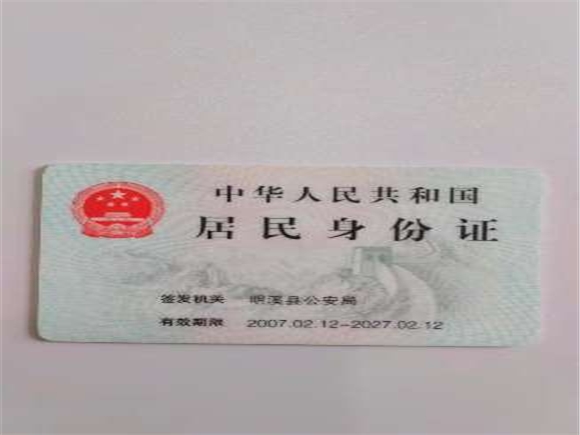 中华人民共和国
居民身份证
签发机关 明溪县公安局
有效期限 2007.02.12-2027.02.12